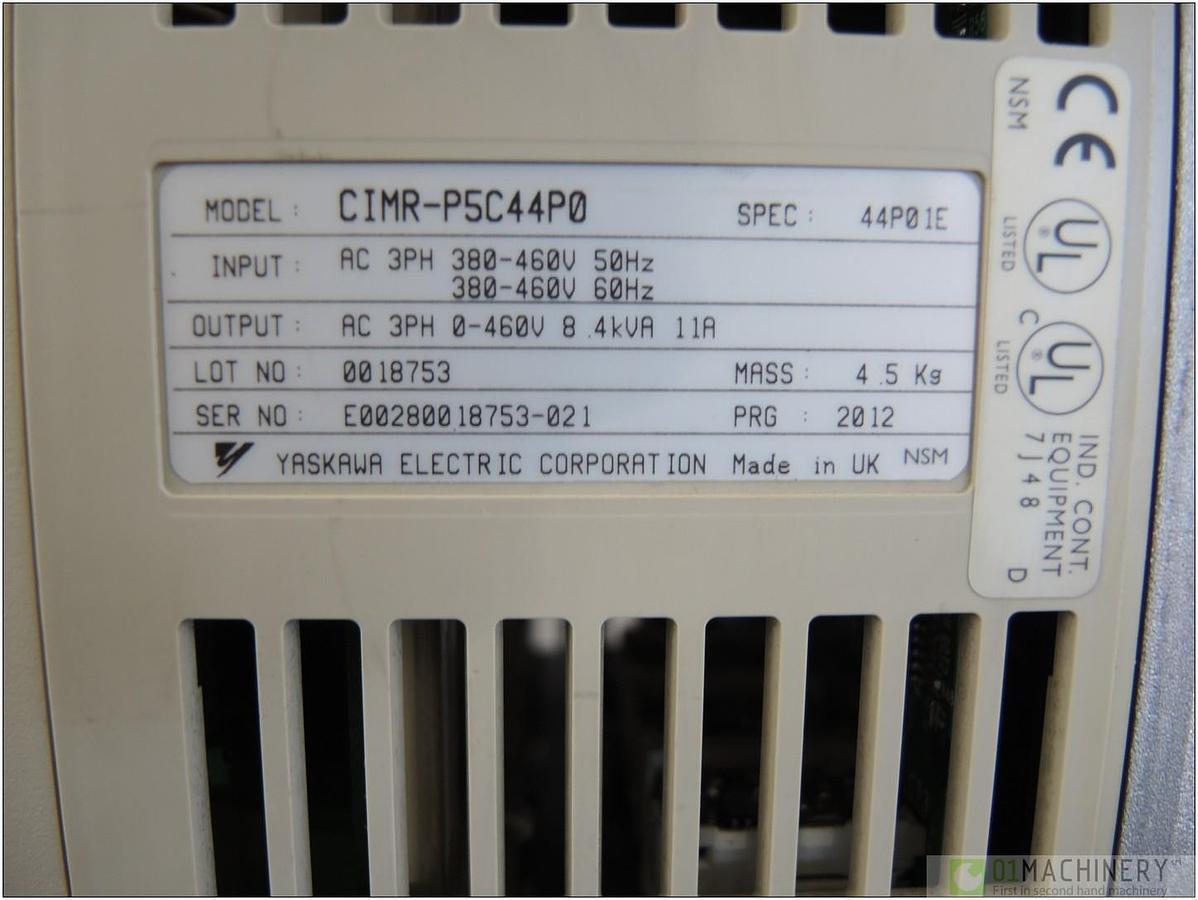 MODEL : CIMR-P5C44P0 SPEC : 44P01E
INPUT : AC 3PH 380-460V 50Hz
380-460V 60Hz
OUTPUT : AC 3PH 0-460V 8.4kVA 11A
LOT NO : 0018753 MASS : 4.5 Kg
SER NO : E00280018753-021 PRG : 2012
YASKAWA ELECTRIC CORPORATION Made in UK NSM
CE
NSM
UL ®
LISTED
C UL ®
LISTED
IND. CONT.
EQUIPMENT
7J48 D
01MACHINERY
First in second hand machinery